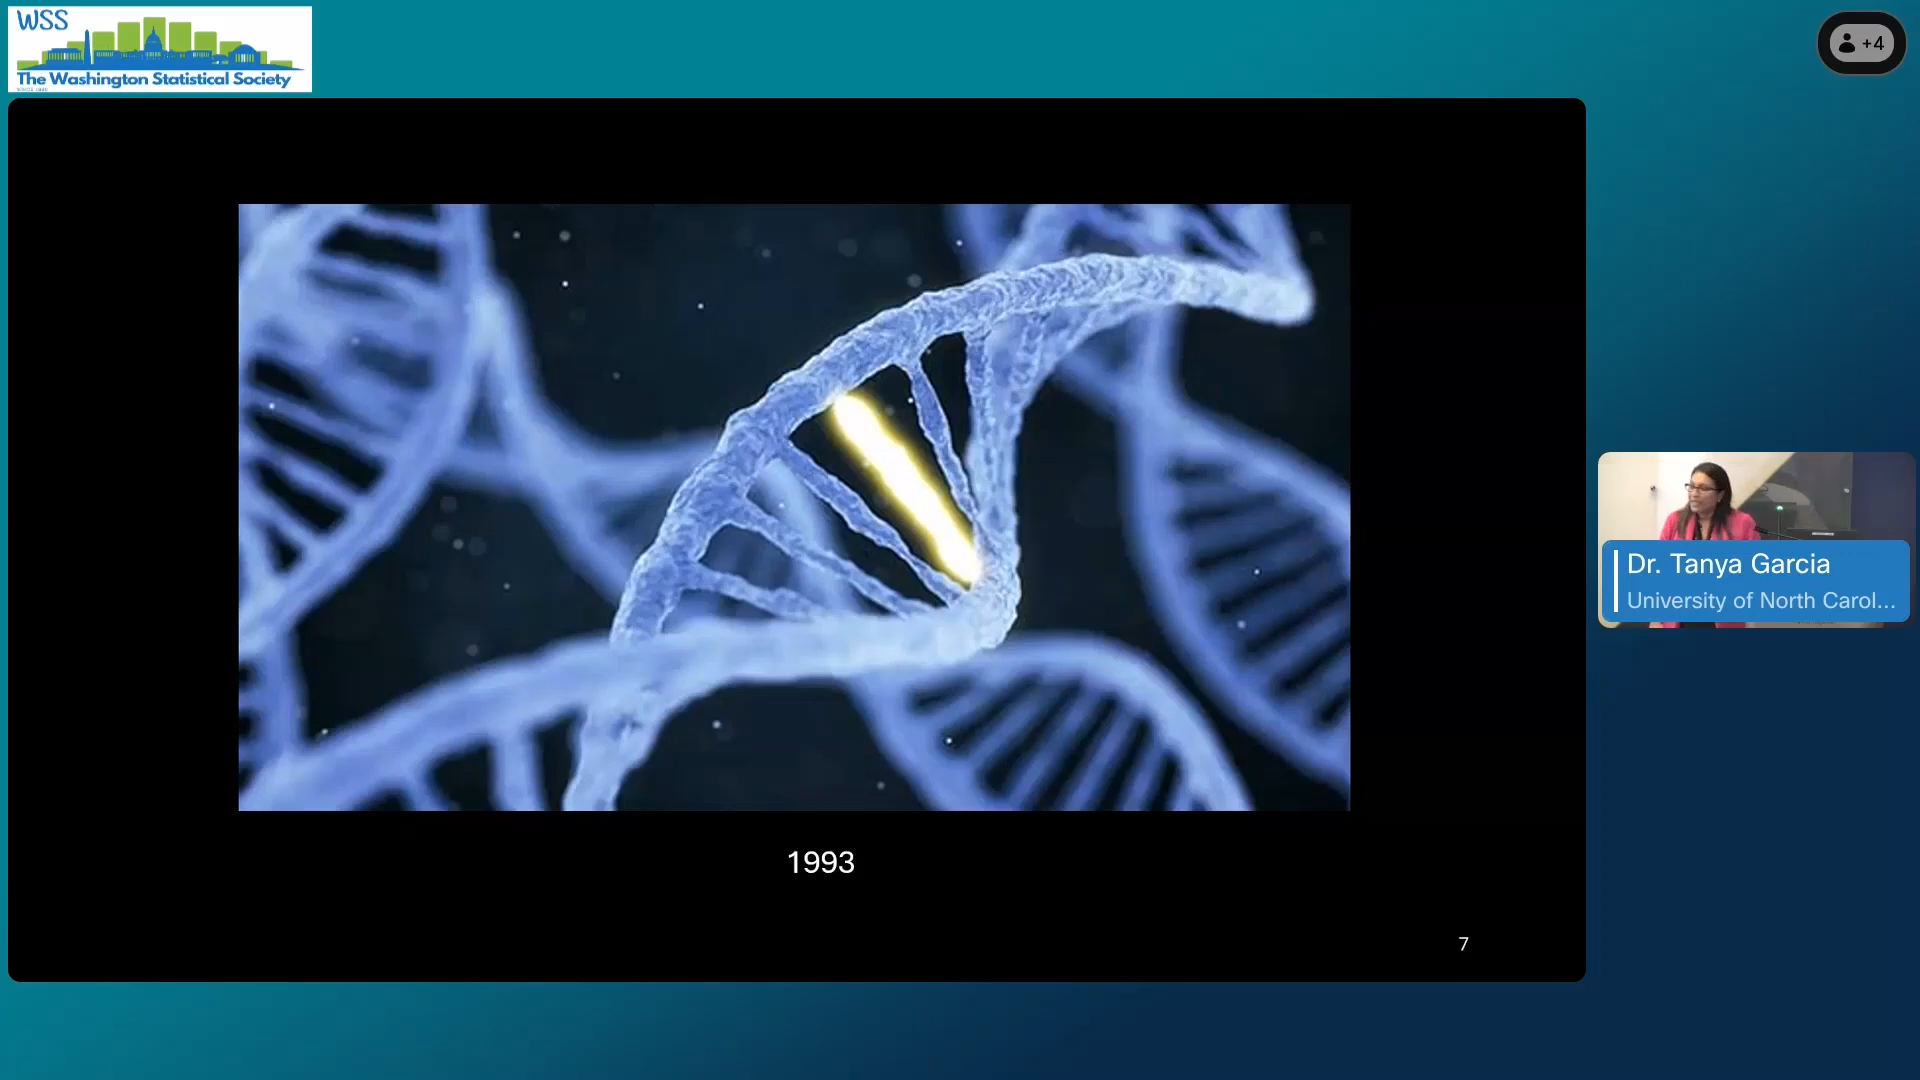 WSS
The Washington Statistical Society
+4
Dr. Tanya Garcia
University of North Carol...
1993
7